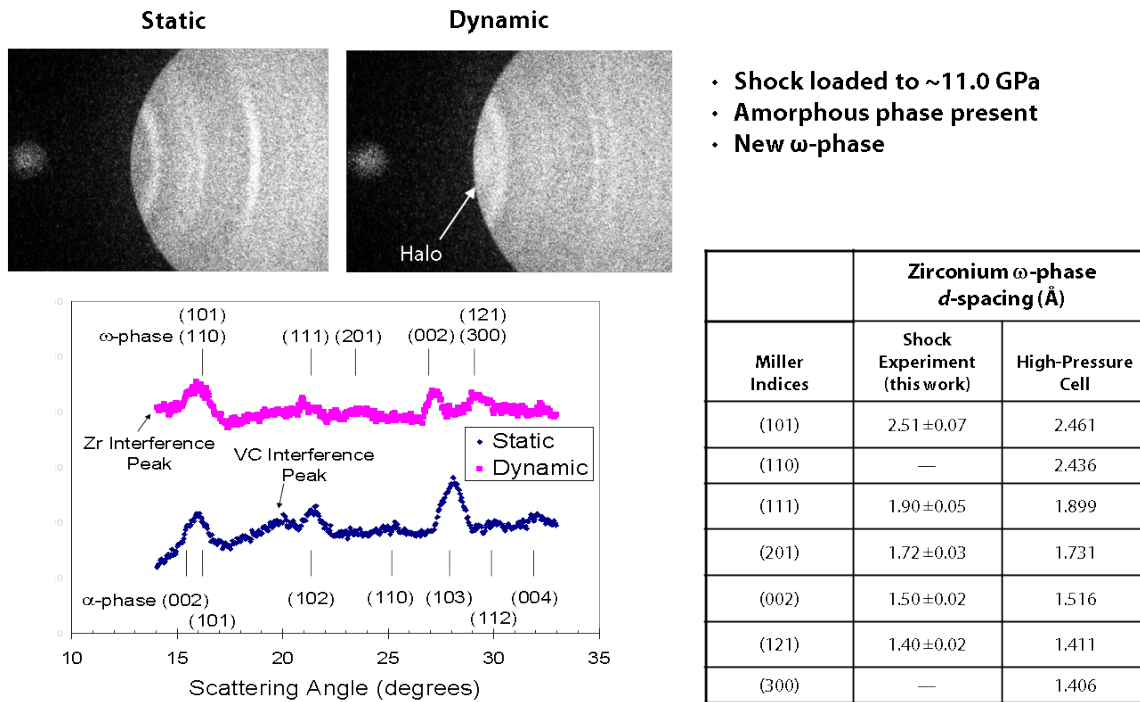 Static
Dynamic
• Shock loaded to ~11.0 GPa
• Amorphous phase present
• New ω-phase
Halo
(101) (121)
ω-phase (110) (111) (201) (002) (300)
Zr Interference
Peak
VC Interference
Peak
Static
Dynamic
α-phase (002) (102) (110) (103) (004)
(101) (112)
10 15 20 25 30 35
Scattering Angle (degrees)
Zirconium ω-phase
d-spacing (Å)
Miller
Indices
Shock
Experiment
(this work)
High-Pressure
Cell
(101) 2.51 ±0.07 2.461
(110) — 2.436
(111) 1.90 ±0.05 1.899
(201) 1.72 ±0.03 1.731
(002) 1.50 ±0.02 1.516
(121) 1.40 ±0.02 1.411
(300) — 1.406